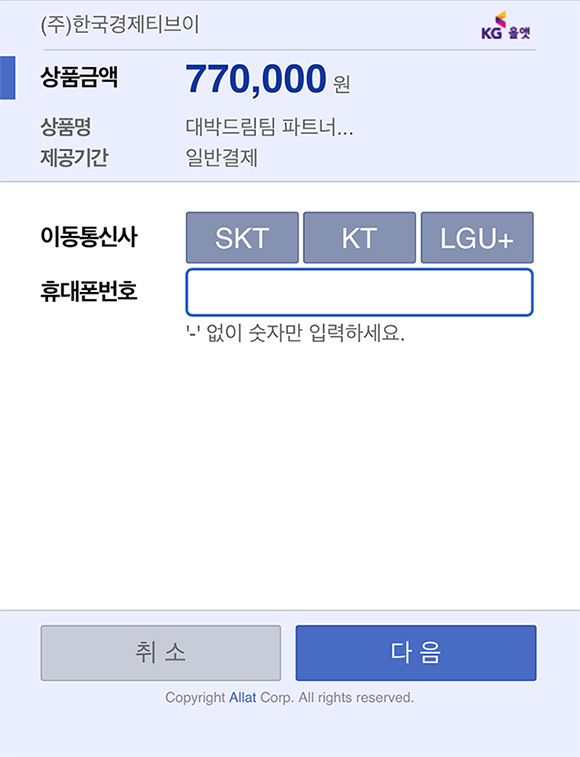 (주)한국경제티브이
KG 올앳
상품금액 770,000 원
상품명 대박드림팀 파트너...
제공기간 일반결제
이동통신사 SKT KT LGU+
휴대폰번호
'-' 없이 숫자만 입력하세요.
취 소 다 음
Copyright Allat Corp. All rights reserved.